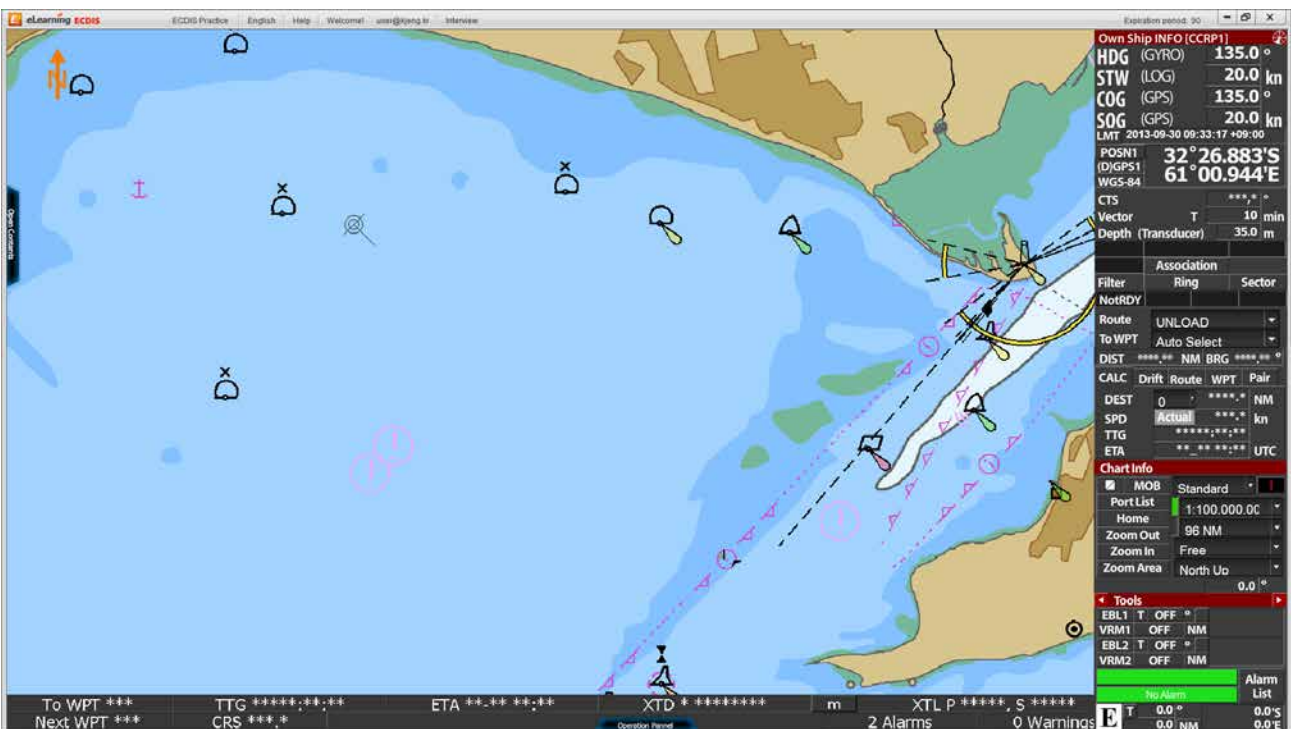 eLearning ECDIS ECDIS Practice English Help Welcome! user@kjeng.kr Interview Expiration period: 90
Own Ship INFO [CCRP1]
HDG (GYRO) 135.0 °
STW (LOG) 20.0 kn
COG (GPS) 135.0 °
SOG (GPS) 20.0 kn
LMT 2013-09-30 09:33:17 +09:00
POSN1 32°26.883'S
(D)GPS1 61°00.944'E
WGS-84
CTS ***.* °
Vector T 10 min
Depth (Transducer) 35.0 m
Association
Filter Ring Sector
NotRDY
Route UNLOAD
To WPT Auto Select
DIST ****.** NM BRG ****.** °
CALC Drift Route WPT Pair
DEST 0 ****.* NM
SPD Actual ***.* kn
TTG *****:**:**
ETA **_** **:** UTC
Chart Info
MOB Standard !
Port List 1:100.000.00
Home 96 NM
Zoom Out
Zoom In Free
Zoom Area North Up
0.0 °
Tools
EBL1 T OFF °
VRM1 OFF NM
EBL2 T OFF °
VRM2 OFF NM
Alarm
No Alarm List
E T 0.0 ° 0.0'S
0.0 NM 0.0'E
Open Contents
To WPT *** TTG *****:**:** ETA **-** **:** XTD * ******** m XTL P *****, S *****
Next WPT *** CRS ***.* Operation Pannel 2 Alarms 0 Warnings